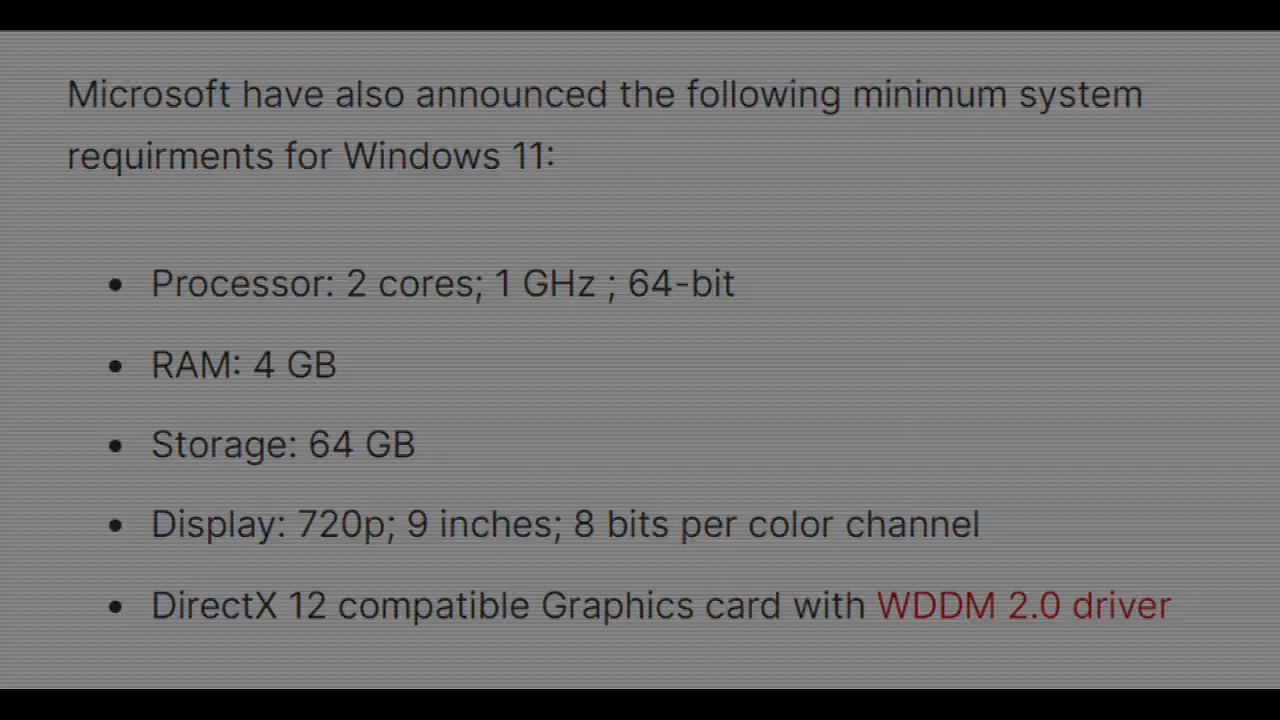 Microsoft have also announced the following minimum system
requirments for Windows 11:
• Processor: 2 cores; 1 GHz ; 64-bit
• RAM: 4 GB
• Storage: 64 GB
• Display: 720p; 9 inches; 8 bits per color channel
• DirectX 12 compatible Graphics card with WDDM 2.0 driver